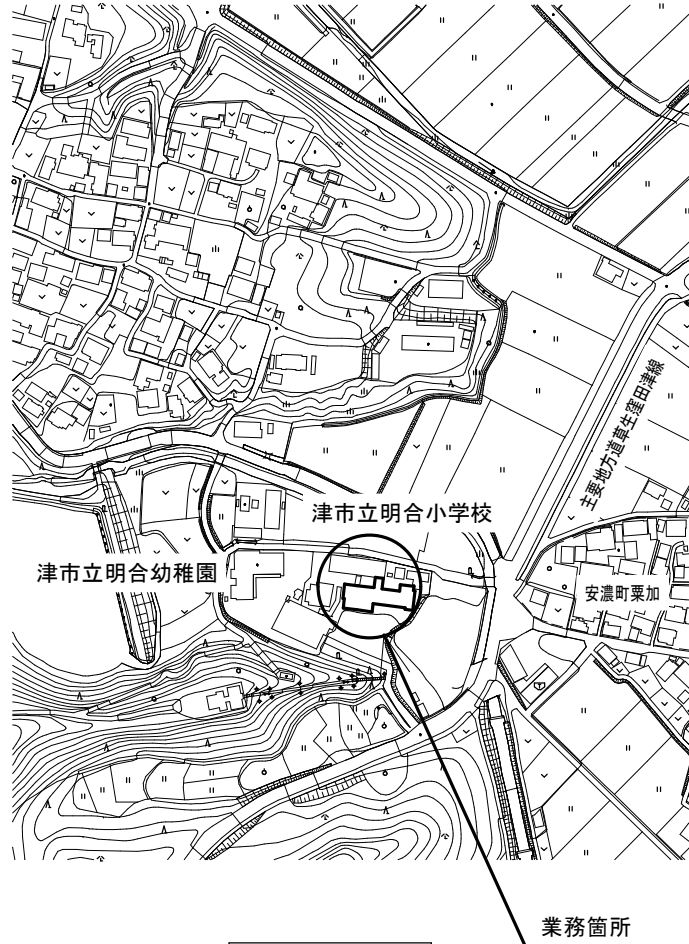 主要地方道草生窪田津線
津市立明合小学校
津市立明合幼稚園
安濃町粟加
業務箇所